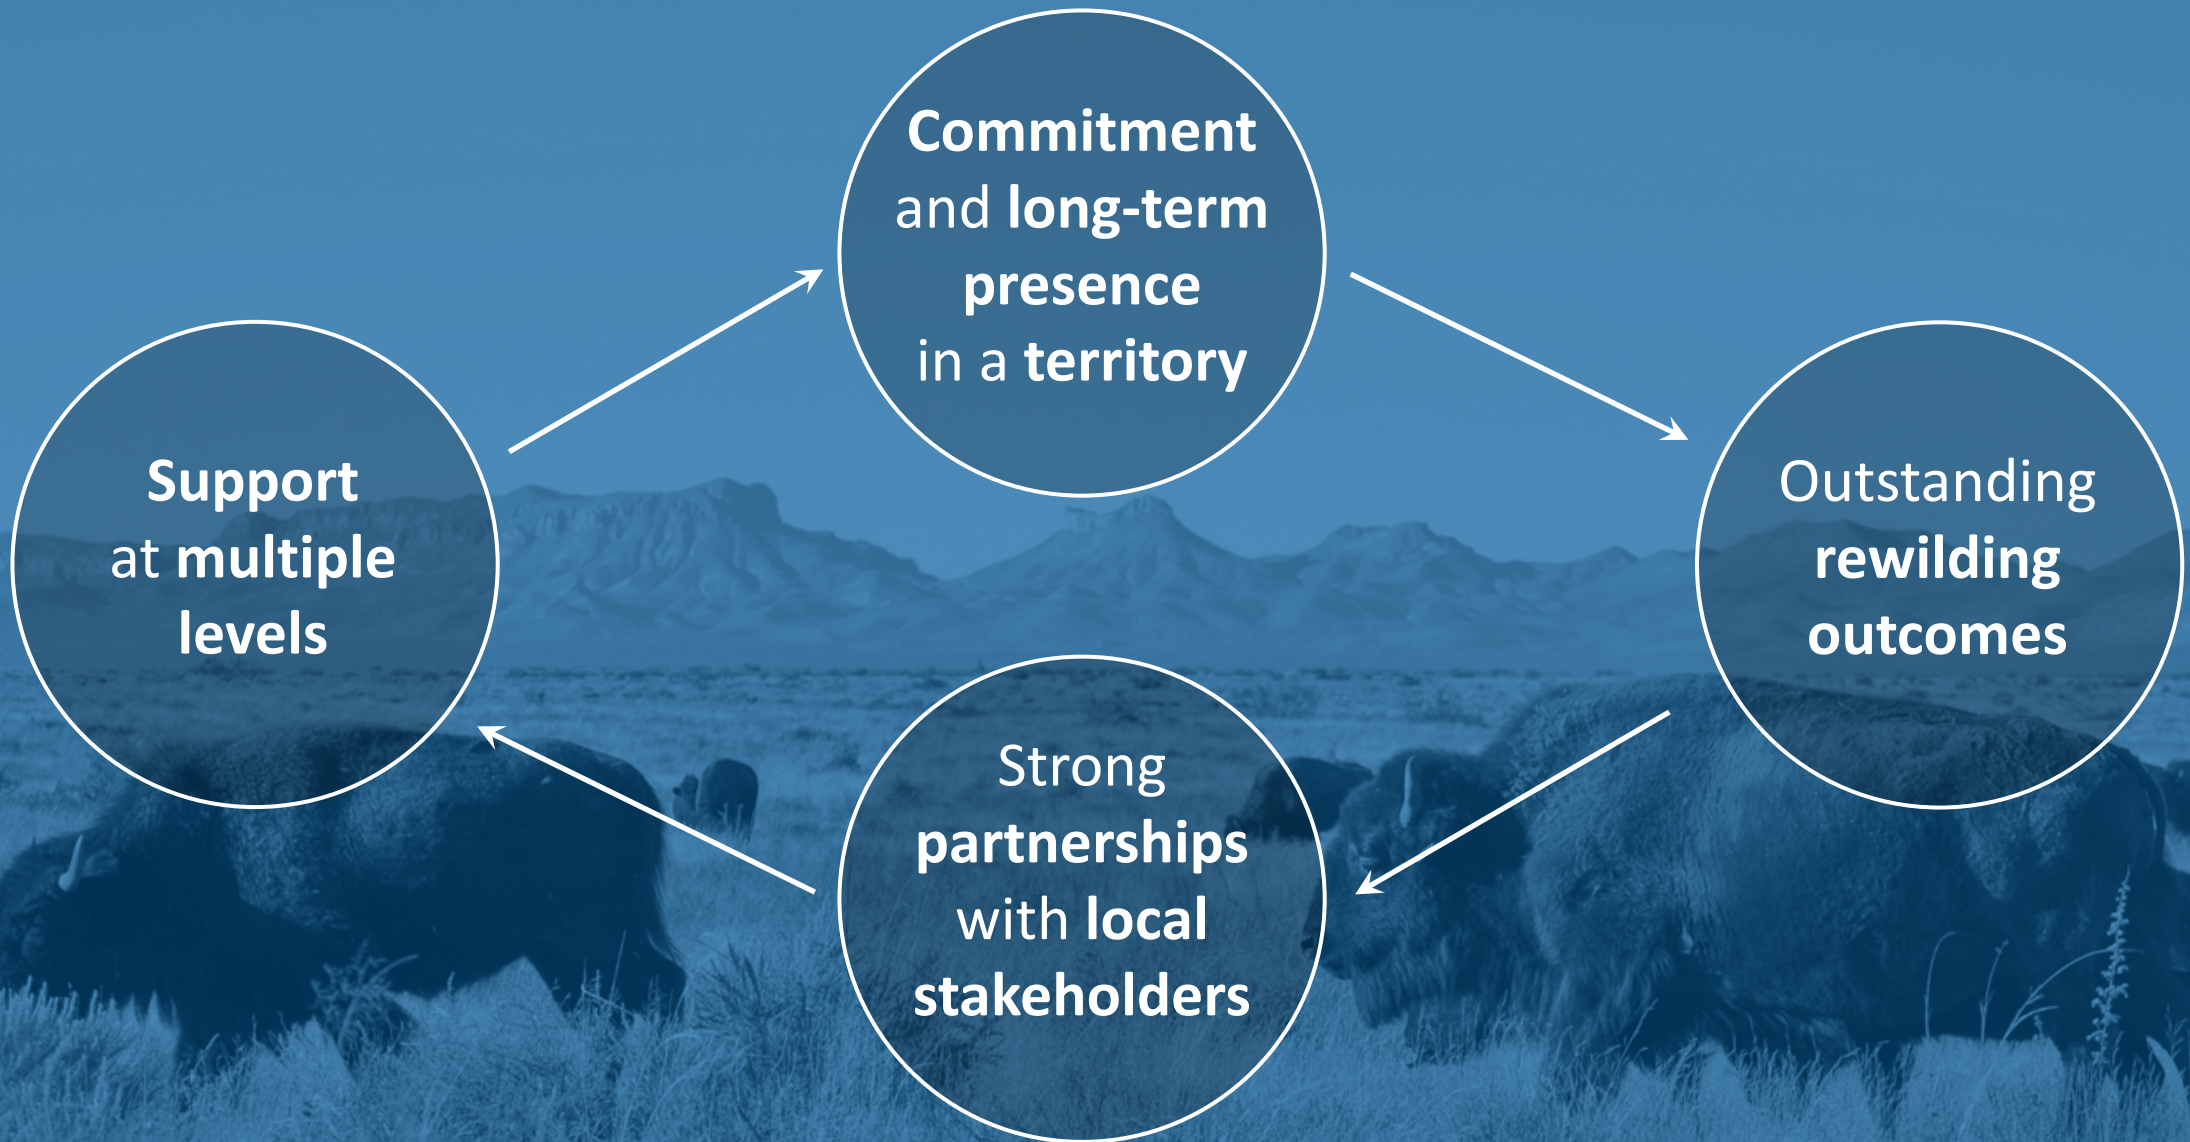 Commitment
and long-term
presence
in a territory
Outstanding
rewilding
outcomes
Strong
partnerships
with local
stakeholders
Support
at multiple
levels